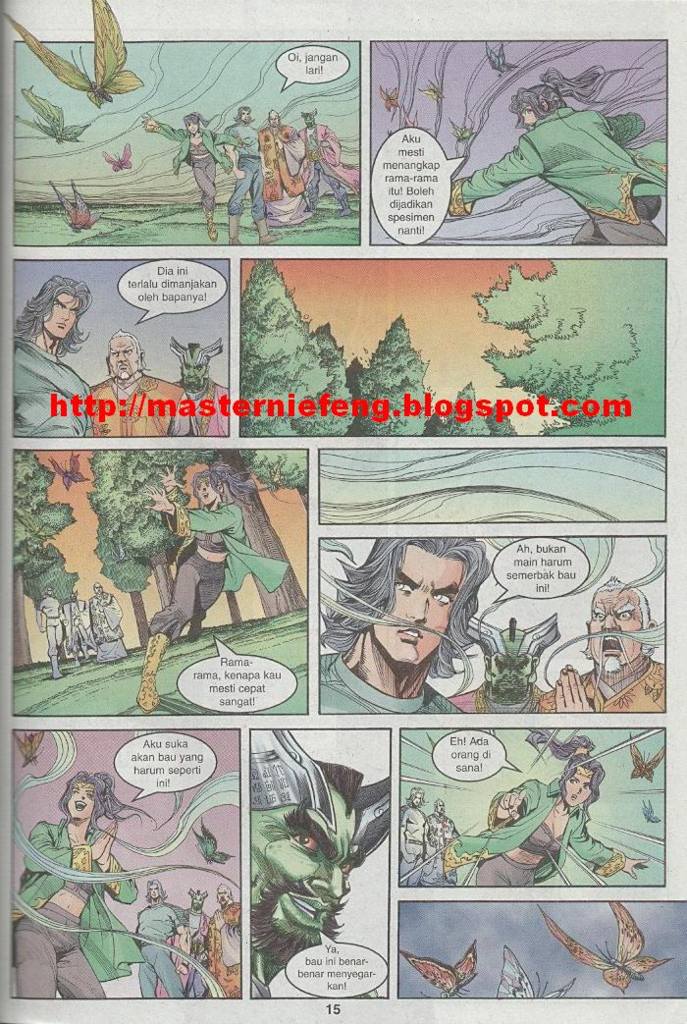 Oi, jangan
lari!
Aku
mesti
menangkap
rama-rama
itu! Boleh
dijadikan
spesimen
nanti!
Dia ini
terlalu dimanjakan
oleh bapanya!
http://masterniefeng.blogspot.com
Rama-
rama, kenapa kau
mesti cepat
sangat!
Ah, bukan
main harum
semerbak bau
ini!
Aku suka
akan bau yang
harum seperti
ini!
Ya,
bau ini benar-
benar menyegar-
kan!
Eh! Ada
orang di
sana!
15